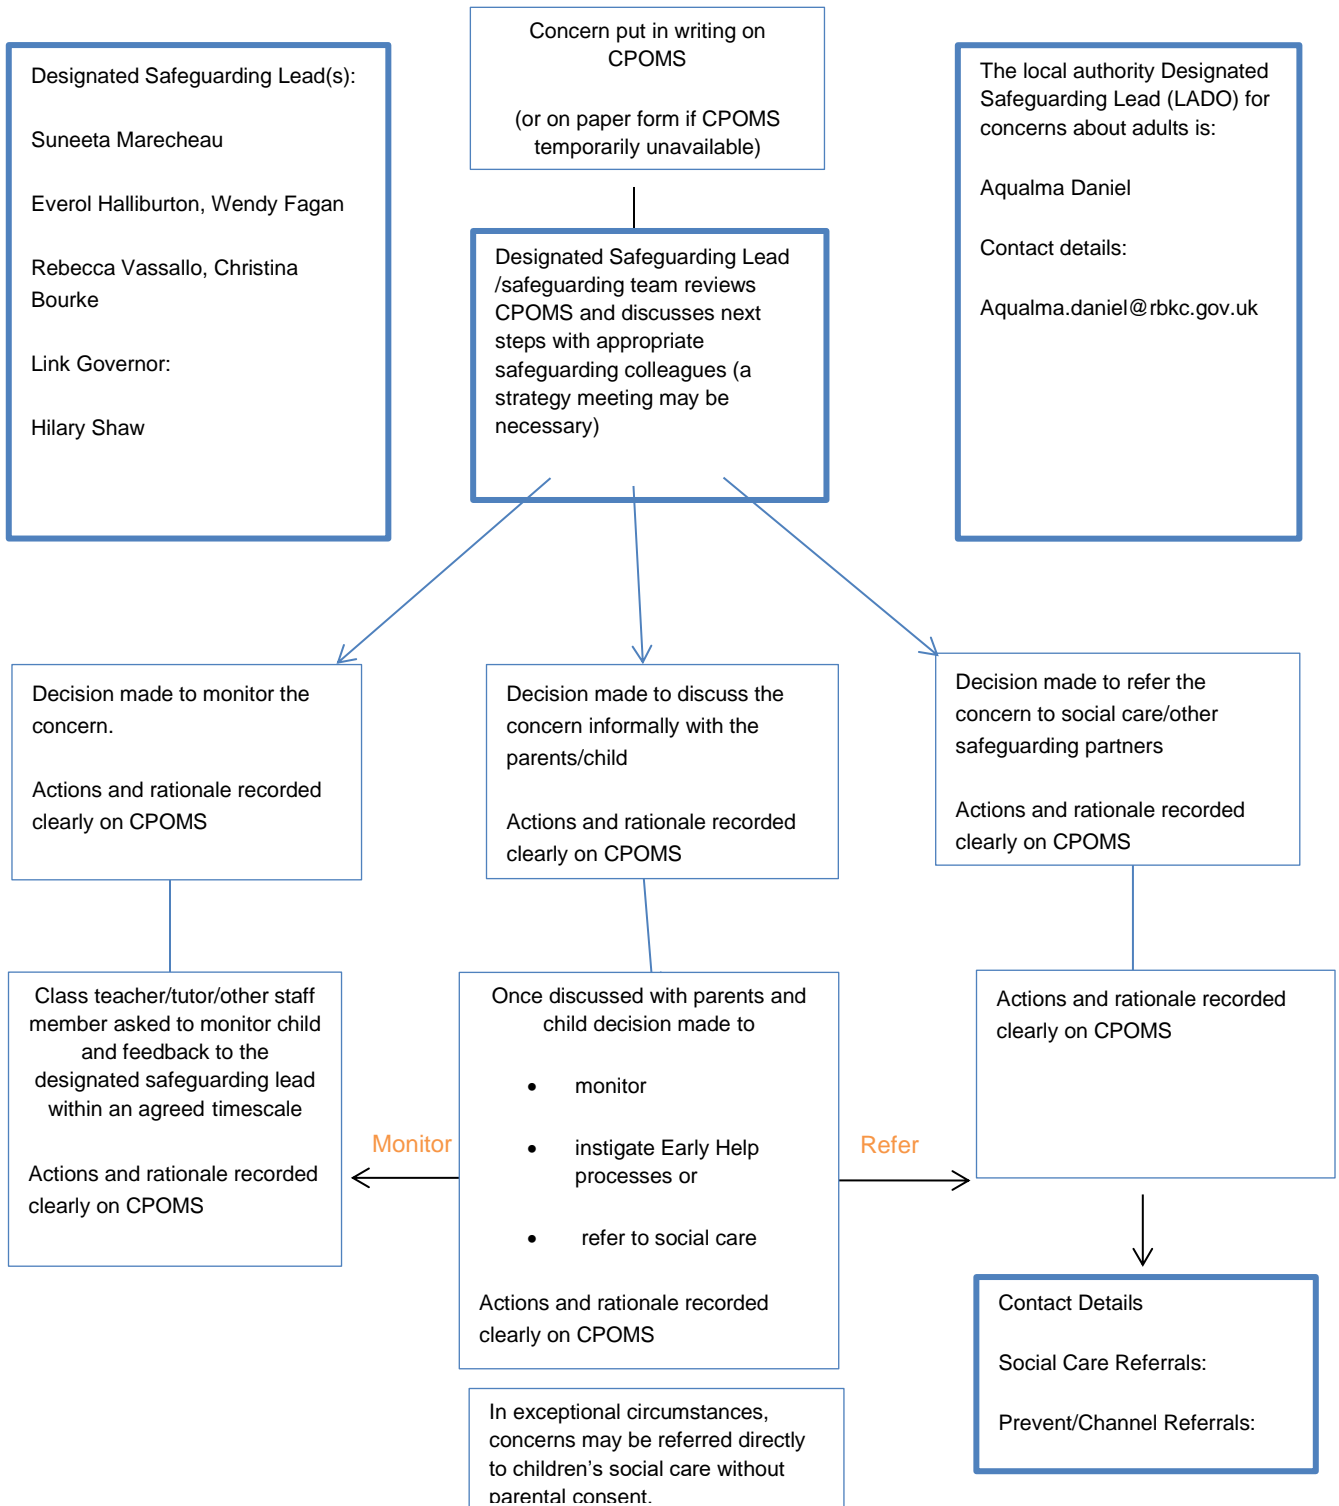 Concern put in writing on
CPOMS
(or on paper form if CPOMS
temporarily unavailable)
Designated Safeguarding Lead(s):
Suneeta Marecheau
Everol Halliburton, Wendy Fagan
Rebecca Vassallo, Christina
Bourke
Link Governor:
Hilary Shaw
The local authority Designated
Safeguarding Lead (LADO) for
concerns about adults is:
Aqualma Daniel
Contact details:
Aqualma.daniel@rbkc.gov.uk
Designated Safeguarding Lead
/safeguarding team reviews
CPOMS and discusses next
steps with appropriate
safeguarding colleagues (a
strategy meeting may be
necessary)
Decision made to monitor the
concern.
Actions and rationale recorded
clearly on CPOMS
Decision made to discuss the
concern informally with the
parents/child
Actions and rationale recorded
clearly on CPOMS
Decision made to refer the
concern to social care/other
safeguarding partners
Actions and rationale recorded
clearly on CPOMS
Class teacher/tutor/other staff
member asked to monitor child
and feedback to the
designated safeguarding lead
within an agreed timescale
Actions and rationale recorded
clearly on CPOMS
Monitor
Once discussed with parents and
child decision made to
• monitor
• instigate Early Help
processes or
• refer to social care
Actions and rationale recorded
clearly on CPOMS
Refer
Actions and rationale recorded
clearly on CPOMS
Contact Details
Social Care Referrals:
Prevent/Channel Referrals:
In exceptional circumstances,
concerns may be referred directly
to children’s social care without
parental consent.